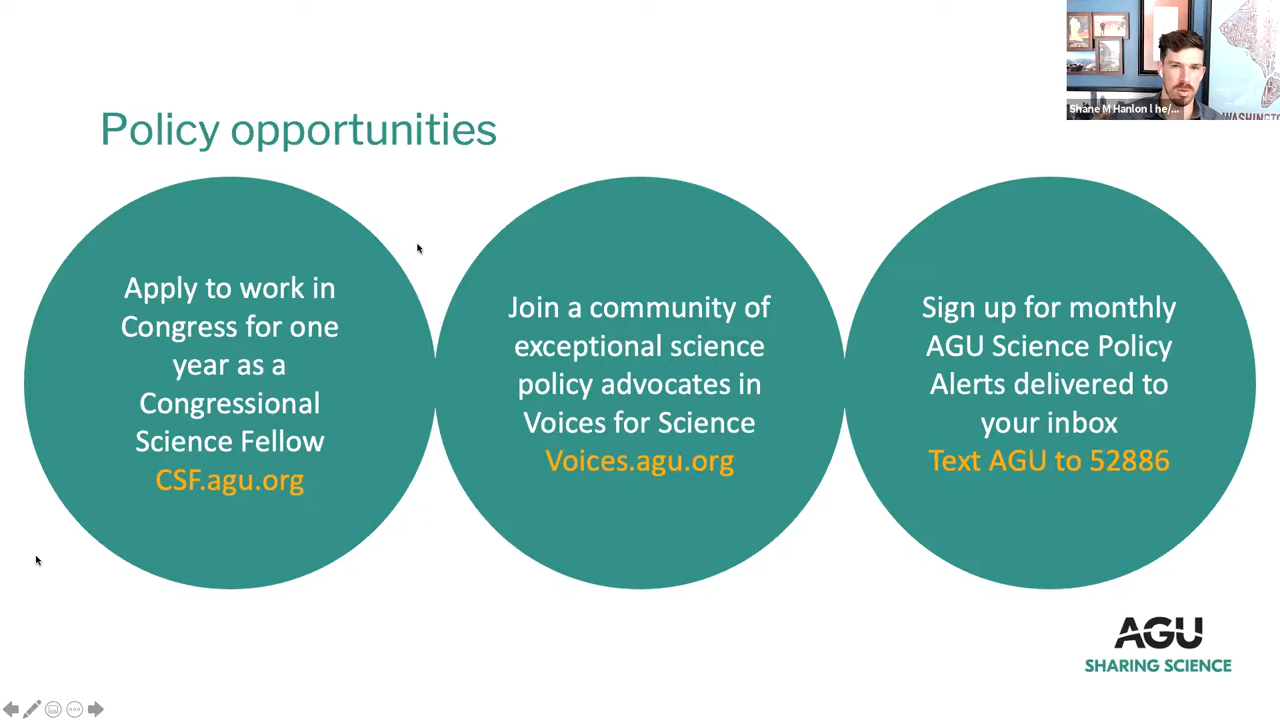 Shane M Hanlon l he/...
WASHINGTON
Policy opportunities
Apply to work in
Congress for one
year as a
Congressional
Science Fellow
CSF.agu.org
Join a community of
exceptional science
policy advocates in
Voices for Science
Voices.agu.org
Sign up for monthly
AGU Science Policy
Alerts delivered to
your inbox
Text AGU to 52886
AGU
SHARING SCIENCE